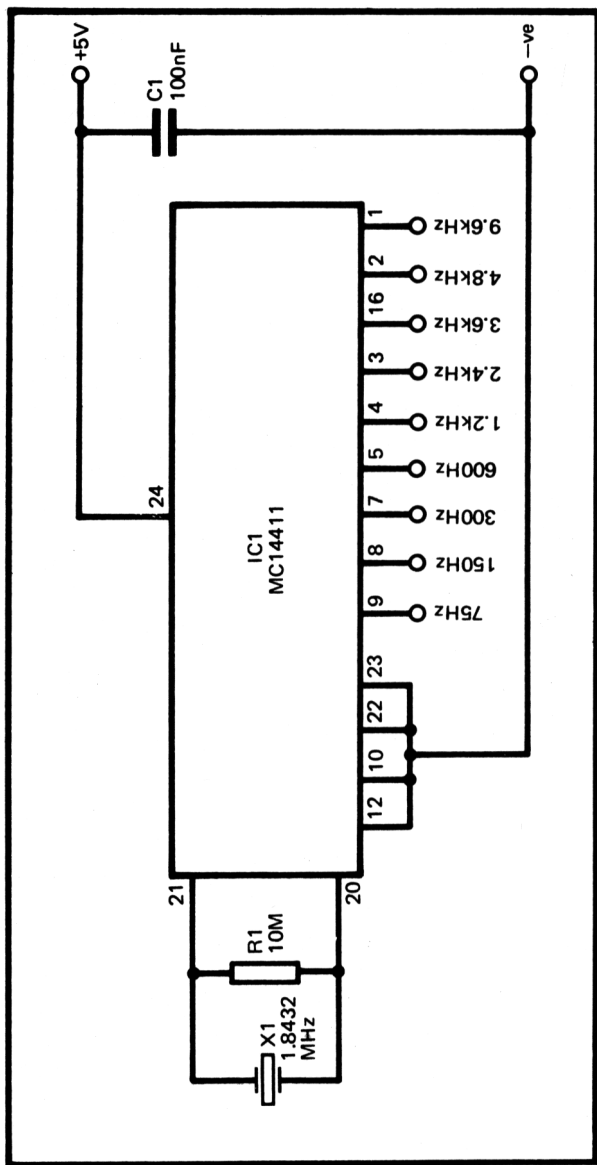 +5V
C1
100nF
–ve
24
IC1
MC14411
1
2
16
3
4
5
7
8
9
23
22
10
12
9.6kHz
4.8kHz
3.6kHz
2.4kHz
1.2kHz
600Hz
300Hz
150Hz
75Hz
21
20
R1
10M
X1
1.8432
MHz